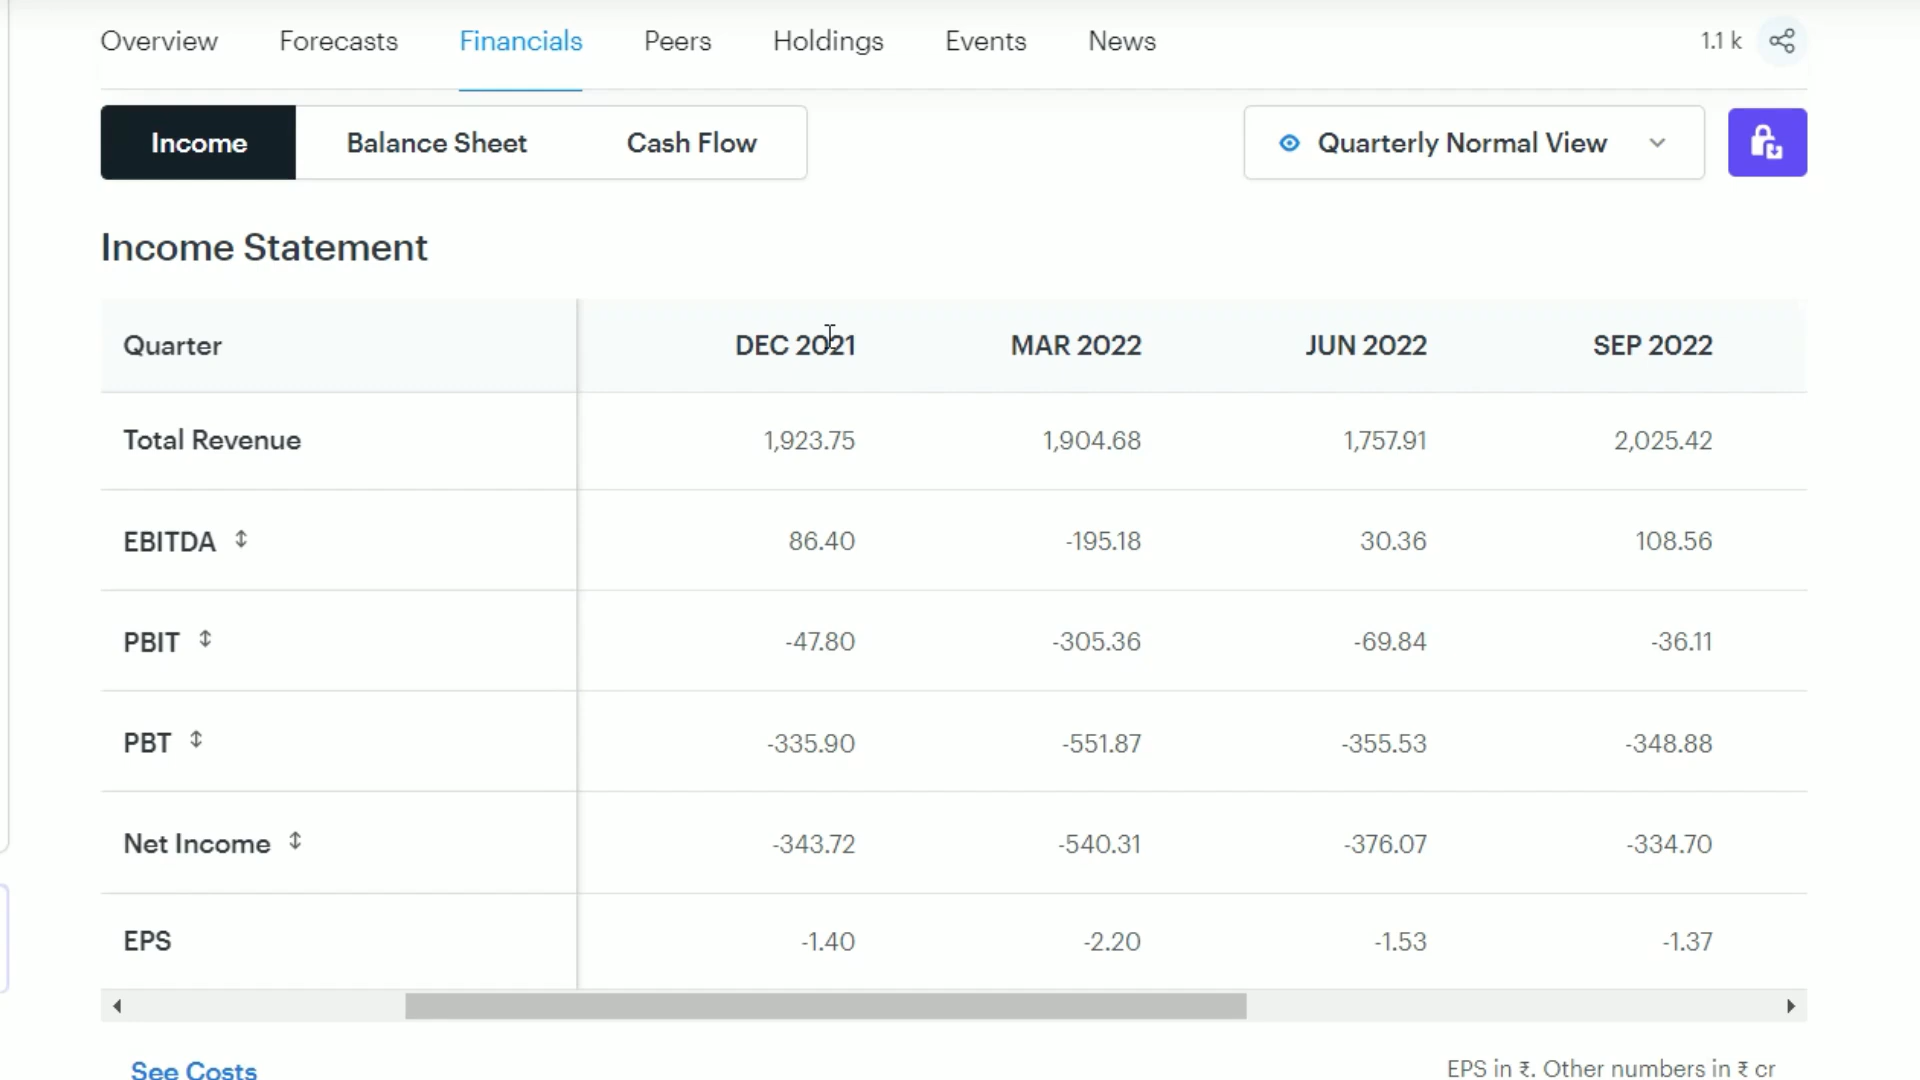 Overview Forecasts Financials Peers Holdings Events News 1.1 k
Income Balance Sheet Cash Flow Quarterly Normal View
Income Statement
Quarter DEC 2021 MAR 2022 JUN 2022 SEP 2022
Total Revenue 1,923.75 1,904.68 1,757.91 2,025.42
EBITDA 86.40 -195.18 30.36 108.56
PBIT -47.80 -305.36 -69.84 -36.11
PBT -335.90 -551.87 -355.53 -348.88
Net Income -343.72 -540.31 -376.07 -334.70
EPS -1.40 -2.20 -1.53 -1.37
See Costs EPS in ₹. Other numbers in ₹ cr